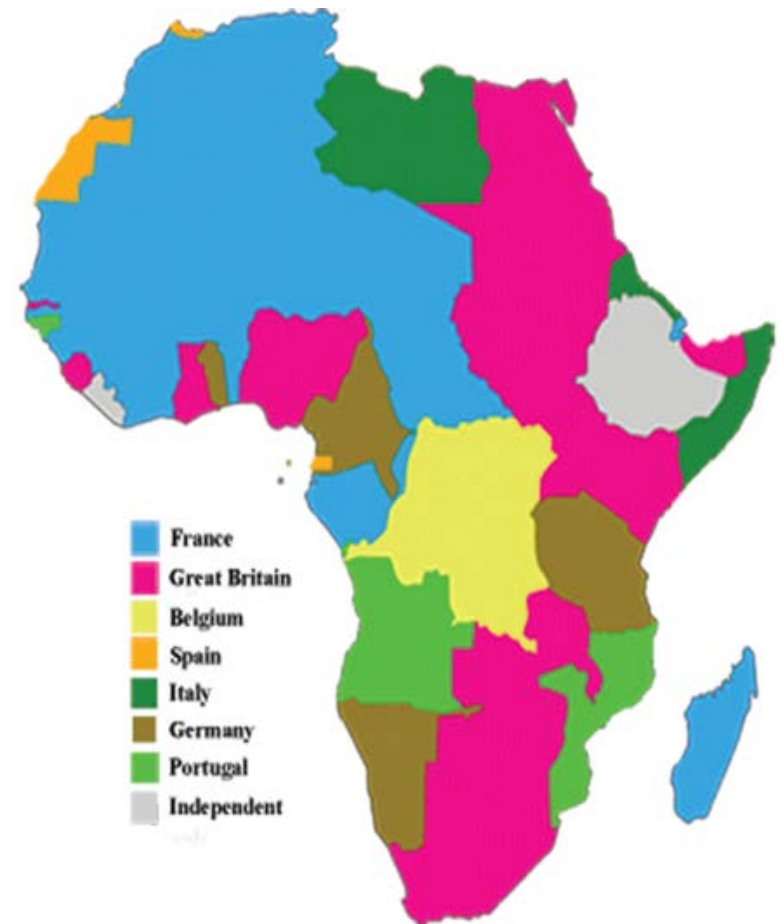 France
Great Britain
Belgium
Spain
Italy
Germany
Portugal
Independent